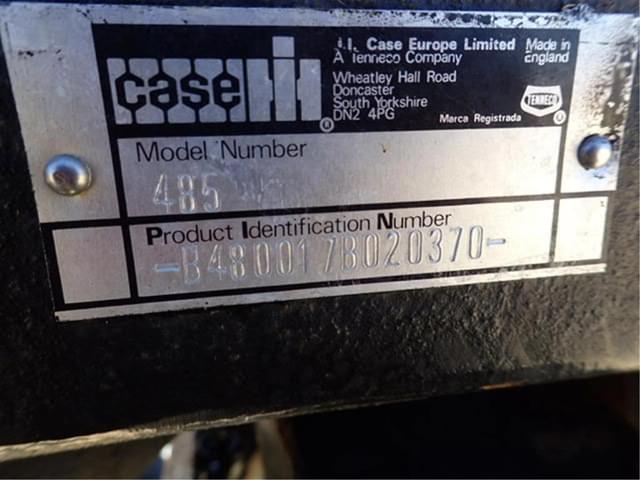 case IH
J.I. Case Europe Limited
A Tenneco Company
Wheatley Hall Road
Doncaster
South Yorkshire
DN2 4PG
Made in
England
TENNECO
®
®
Marca Registrada
Model Number
485
Product Identification Number
-B480017B020370-